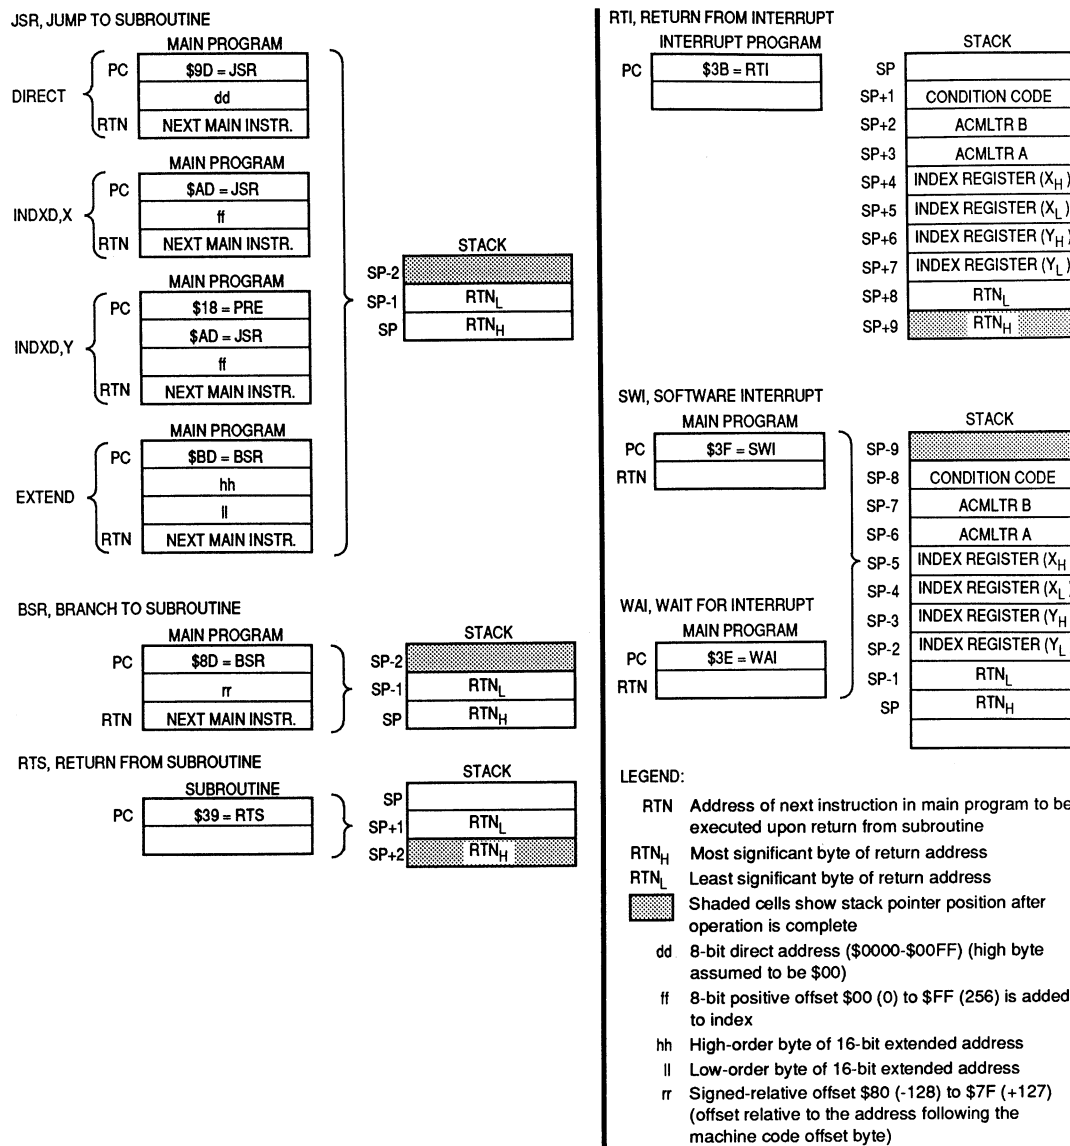 JSR, JUMP TO SUBROUTINE
MAIN PROGRAM
DIRECT
PC $9D = JSR
dd
RTN NEXT MAIN INSTR.
MAIN PROGRAM
INDXD,X
PC $AD = JSR
ff
RTN NEXT MAIN INSTR.
MAIN PROGRAM
INDXD,Y
PC $18 = PRE
$AD = JSR
ff
RTN NEXT MAIN INSTR.
MAIN PROGRAM
EXTEND
PC $BD = BSR
hh
ll
RTN NEXT MAIN INSTR.
STACK
SP-2
SP-1 RTNL
SP RTNH
BSR, BRANCH TO SUBROUTINE
MAIN PROGRAM
PC $8D = BSR
rr
RTN NEXT MAIN INSTR.
STACK
SP-2
SP-1 RTNL
SP RTNH
RTS, RETURN FROM SUBROUTINE
SUBROUTINE
PC $39 = RTS
STACK
SP
SP+1 RTNL
SP+2 RTNH
RTI, RETURN FROM INTERRUPT
INTERRUPT PROGRAM
PC $3B = RTI
STACK
SP
SP+1 CONDITION CODE
SP+2 ACMLTR B
SP+3 ACMLTR A
SP+4 INDEX REGISTER (XH)
SP+5 INDEX REGISTER (XL)
SP+6 INDEX REGISTER (YH)
SP+7 INDEX REGISTER (YL)
SP+8 RTNL
SP+9 RTNH
SWI, SOFTWARE INTERRUPT
MAIN PROGRAM
PC $3F = SWI
RTN
WAI, WAIT FOR INTERRUPT
MAIN PROGRAM
PC $3E = WAI
RTN
STACK
SP-9
SP-8 CONDITION CODE
SP-7 ACMLTR B
SP-6 ACMLTR A
SP-5 INDEX REGISTER (XH
SP-4 INDEX REGISTER (XL)
SP-3 INDEX REGISTER (YH
SP-2 INDEX REGISTER (YL
SP-1 RTNL
SP RTNH
LEGEND:
RTN Address of next instruction in main program to be
executed upon return from subroutine
RTNH Most significant byte of return address
RTNL Least significant byte of return address
Shaded cells show stack pointer position after
operation is complete
dd 8-bit direct address ($0000-$00FF) (high byte
assumed to be $00)
ff 8-bit positive offset $00 (0) to $FF (256) is added
to index
hh High-order byte of 16-bit extended address
ll Low-order byte of 16-bit extended address
rr Signed-relative offset $80 (-128) to $7F (+127)
(offset relative to the address following the
machine code offset byte)